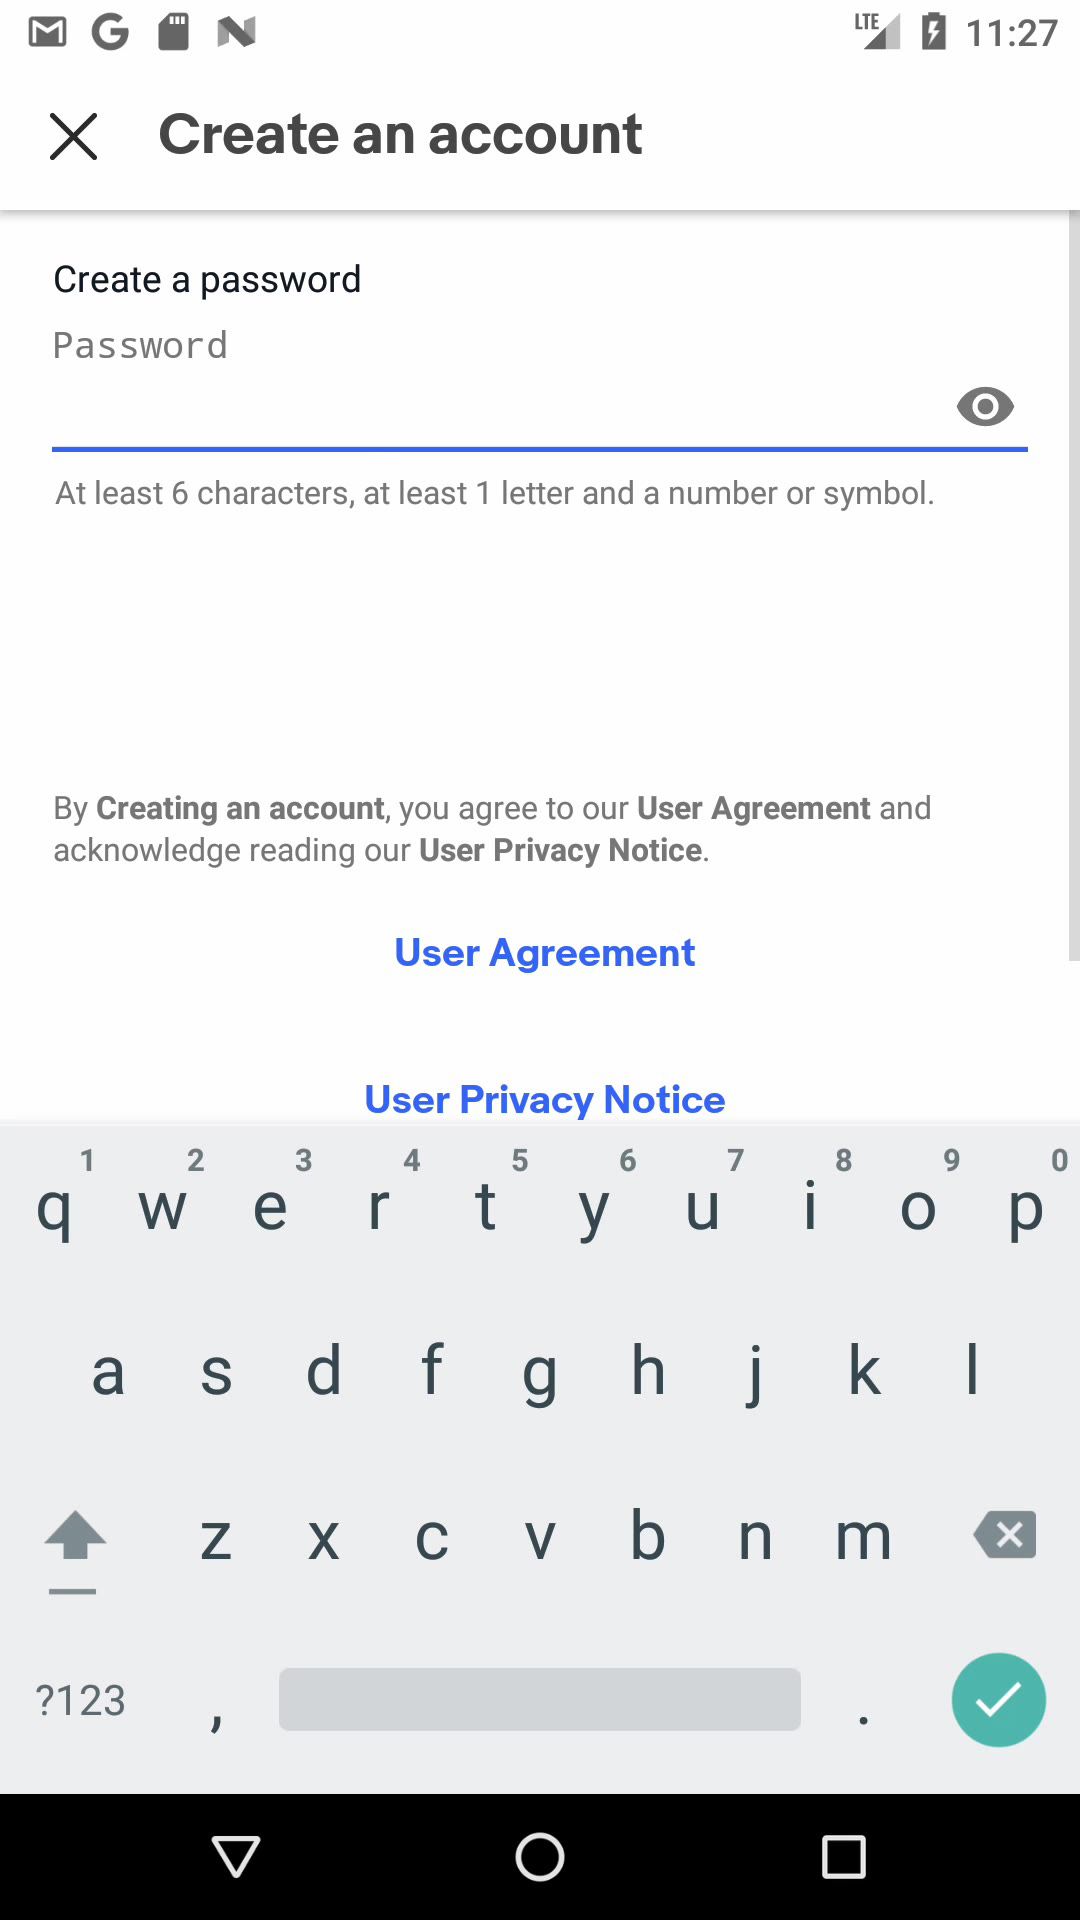 LTE 11:27
Create an account
Create a password
Password
At least 6 characters, at least 1 letter and a number or symbol.
By Creating an account, you agree to our User Agreement and
acknowledge reading our User Privacy Notice.
User Agreement
User Privacy Notice
1 2 3 4 5 6 7 8 9 0
q w e r t y u i o p
a s d f g h j k l
z x c v b n m
?123 , .